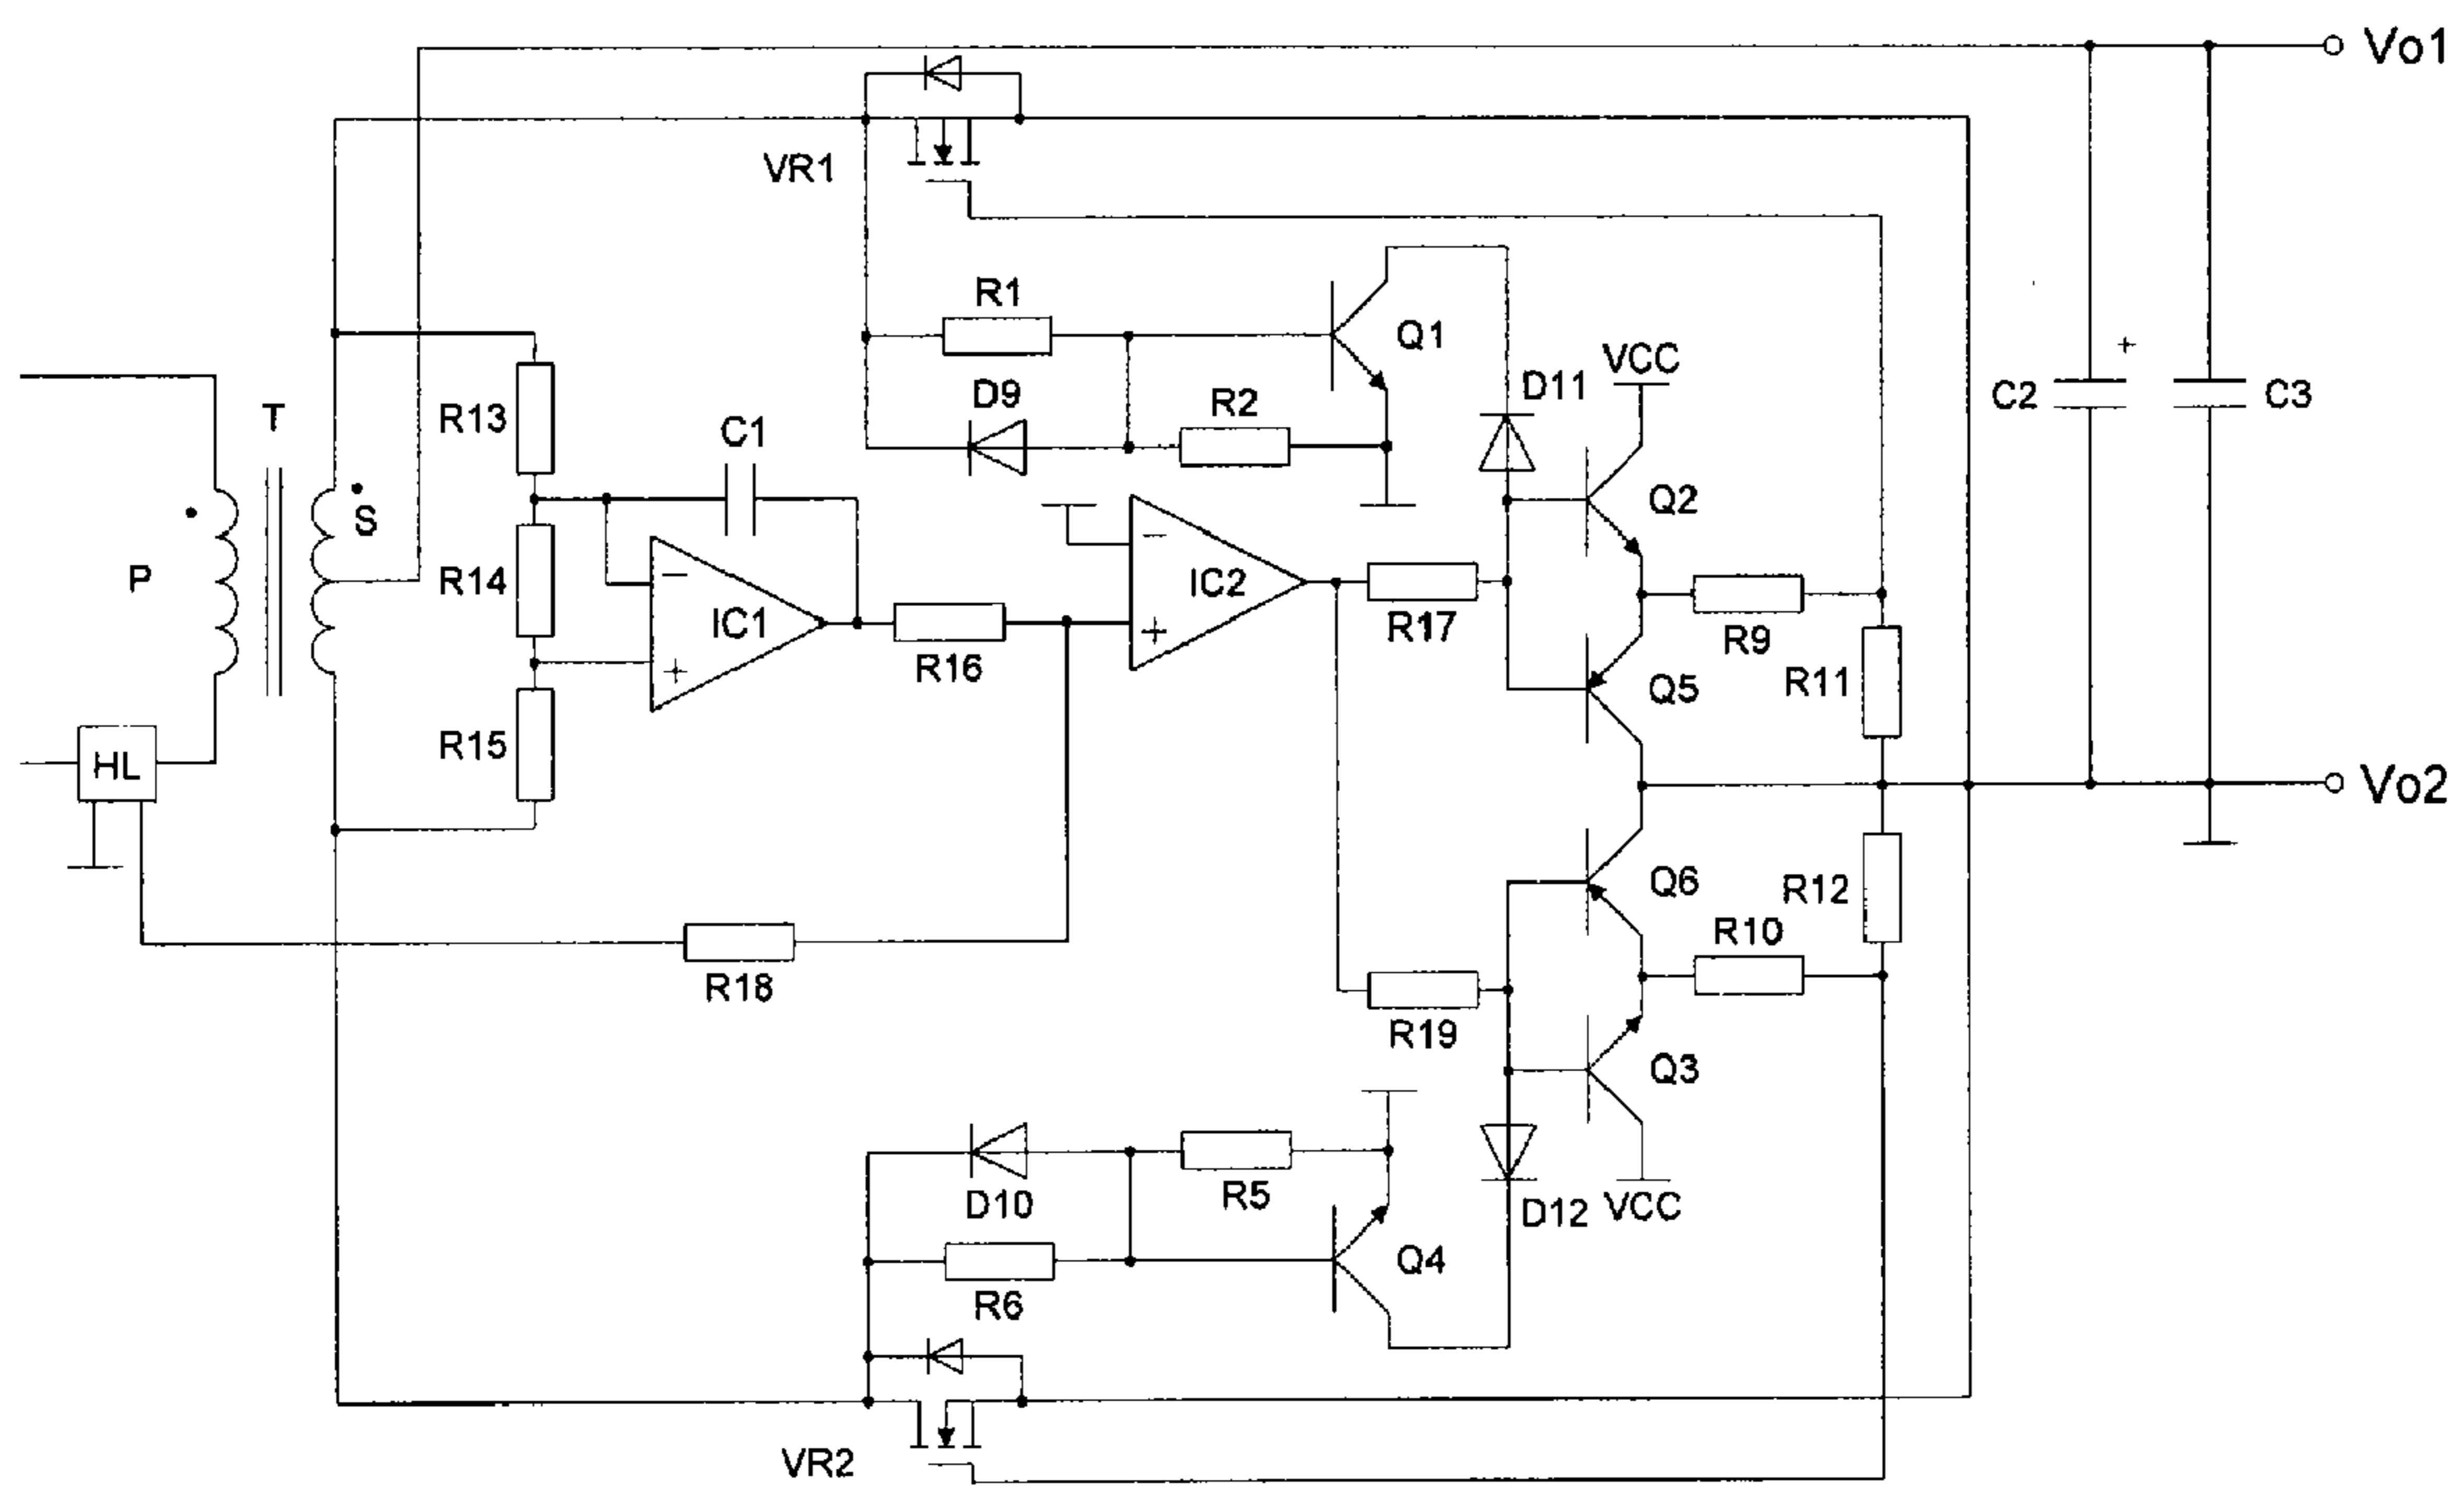 Vo1
VR1
R1
Q1
VCC
D11
D9
R2
C2
+
C3
T
R13
C1
S
Q2
P
R14
IC1
−
+
IC2
−
+
R17
R9
R16
Q5
R11
HL
R15
Vo2
Q6
R12
R10
R18
R19
Q3
D10
R5
D12
VCC
Q4
R6
VR2